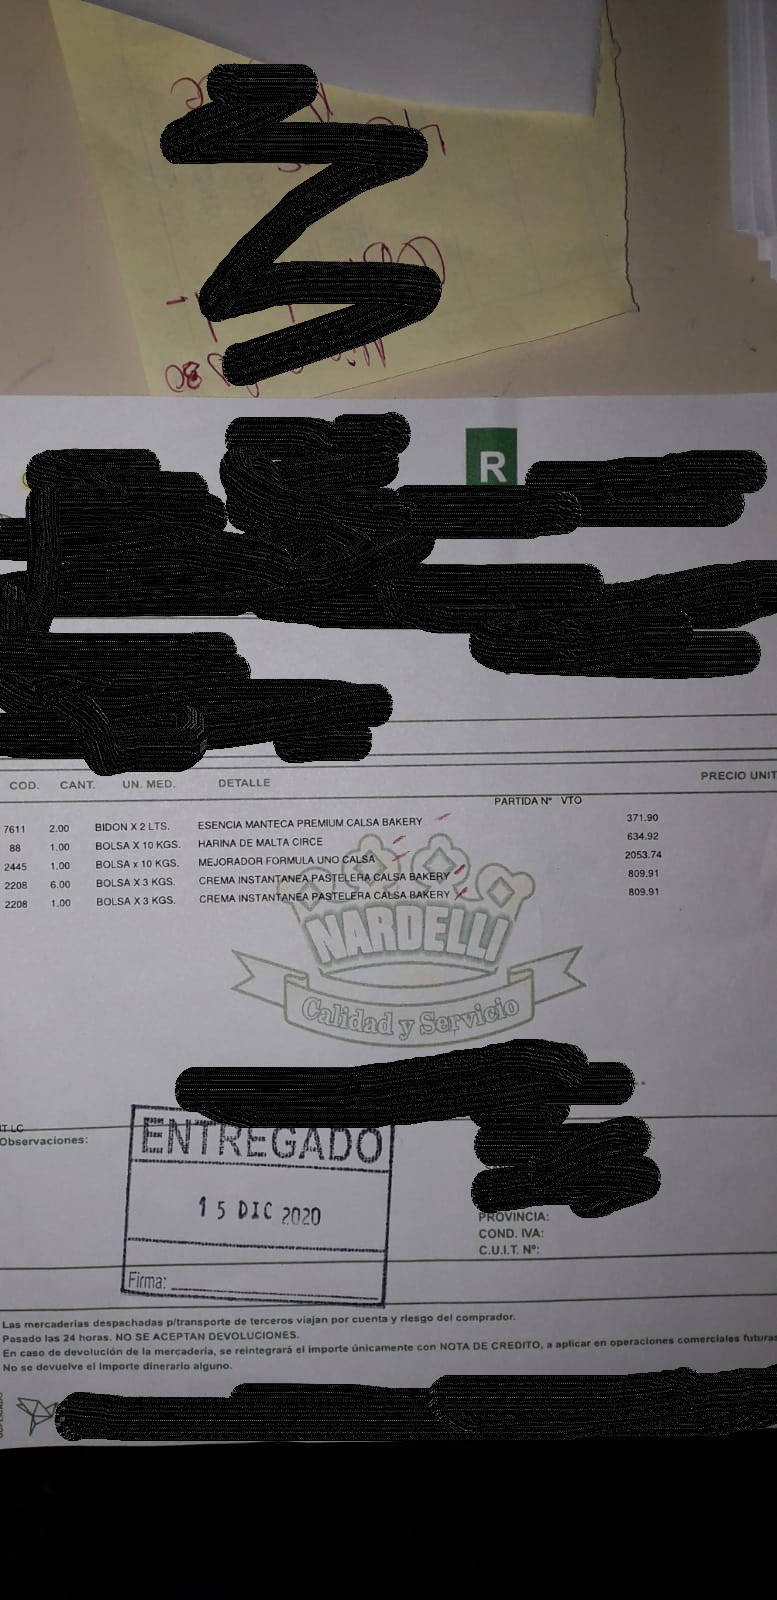 R
COD. CANT. UN. MED. DETALLE PRECIO UNIT
PARTIDA Nº VTO
7611 2.00 BIDON X 2 LTS. ESENCIA MANTECA PREMIUM CALSA BAKERY 371.90
88 1.00 BOLSA X 10 KGS. HARINA DE MALTA CIRCE 634.92
2445 1.00 BOLSA x 10 KGS. MEJORADOR FORMULA UNO CALSA 2053.74
2208 6.00 BOLSA X 3 KGS. CREMA INSTANTANEA PASTELERA CALSA BAKERY 809.91
2208 1.00 BOLSA X 3 KGS. CREMA INSTANTANEA PASTELERA CALSA BAKERY 809.91
NARDELLI
Calidad y Servicio
Observaciones:
ENTREGADO
15 DIC 2020
Firma:
PROVINCIA:
COND. IVA:
C.U.I.T. Nº:
Las mercaderias despachadas p/transporte de terceros viajan por cuenta y riesgo del comprador.
Pasado las 24 horas. NO SE ACEPTAN DEVOLUCIONES.
En caso de devolución de la mercaderia, se reintegrará el importe únicamente con NOTA DE CREDITO, a aplicar en operaciones comerciales futuras
No se devuelve el Importe dinerario alguno.
DUPLICADO